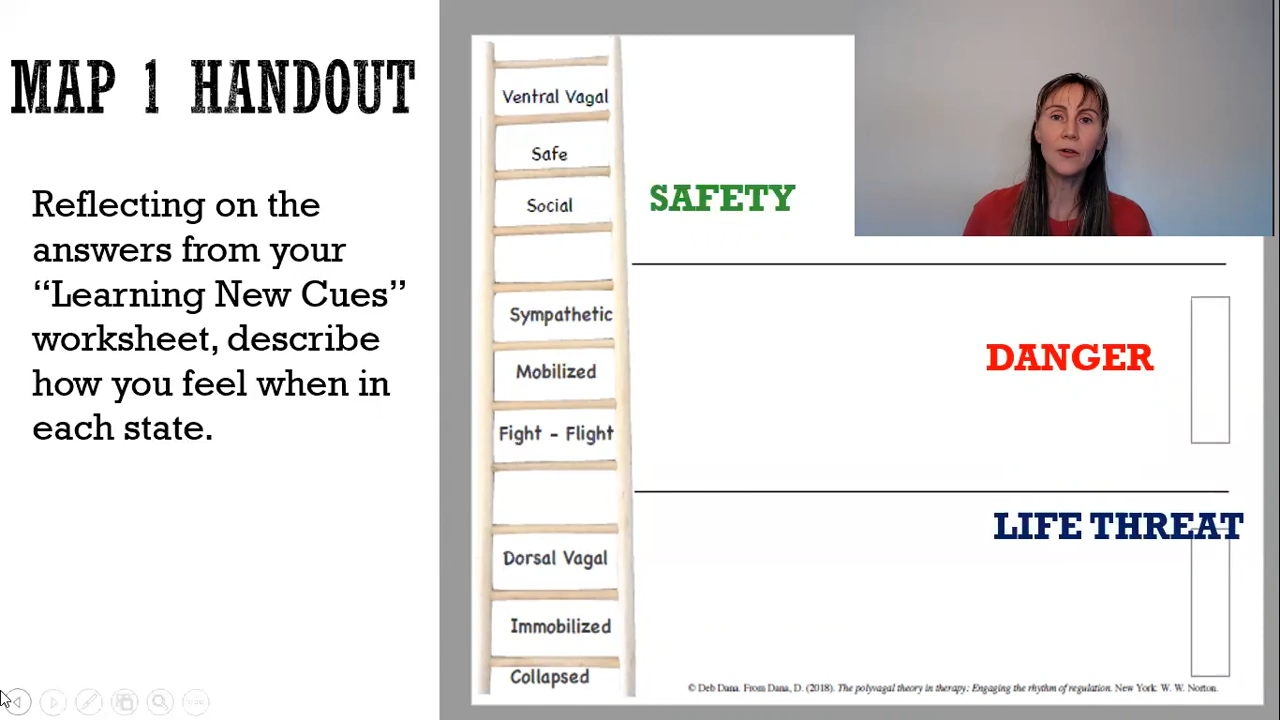 MAP 1 HANDOUT
Reflecting on the
answers from your
“Learning New Cues”
worksheet, describe
how you feel when in
each state.
Ventral Vagal
Safe
Social
SAFETY
Sympathetic
Mobilized
Fight - Flight
DANGER
LIFE THREAT
Dorsal Vagal
Immobilized
Collapsed
© Deb Dana. From Dana, D. (2018). The polyvagal theory in therapy: Engaging the rhythm of regulation. New York: W. W. Norton.